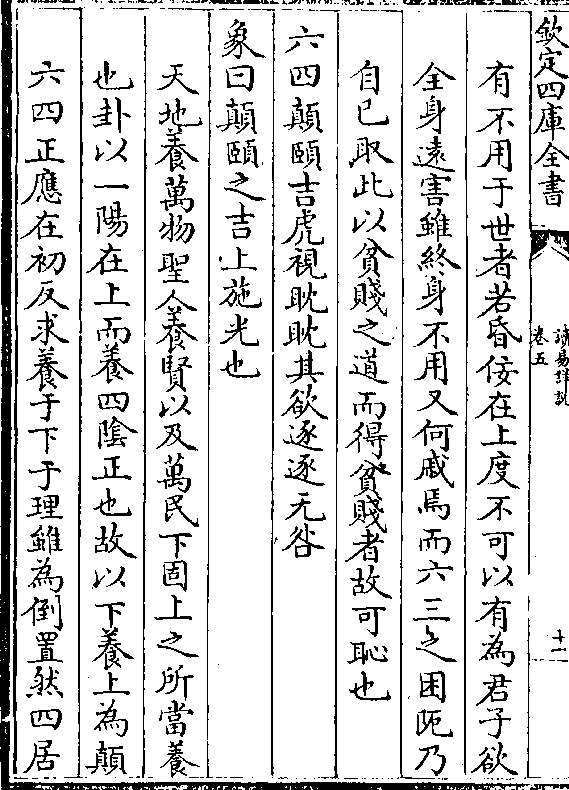 欽定四庫全書
讀易詳說
卷五
十一
有不用于世者若昏佞在上度不可以有為君子欲
全身遠害雖終身不用又何戚焉而六三之困阨乃
自已取此以貧賤之道而得貧賤者故可恥也
六四顛頤吉虎視眈眈其欲逐逐无咎
象曰顛頤之吉上施光也
天地養萬物聖人養賢以及萬民下固上之所當養
也卦以一陽在上而養四陰正也故以下養上為顛
六四正應在初反求養于下于理雖為倒置然四居